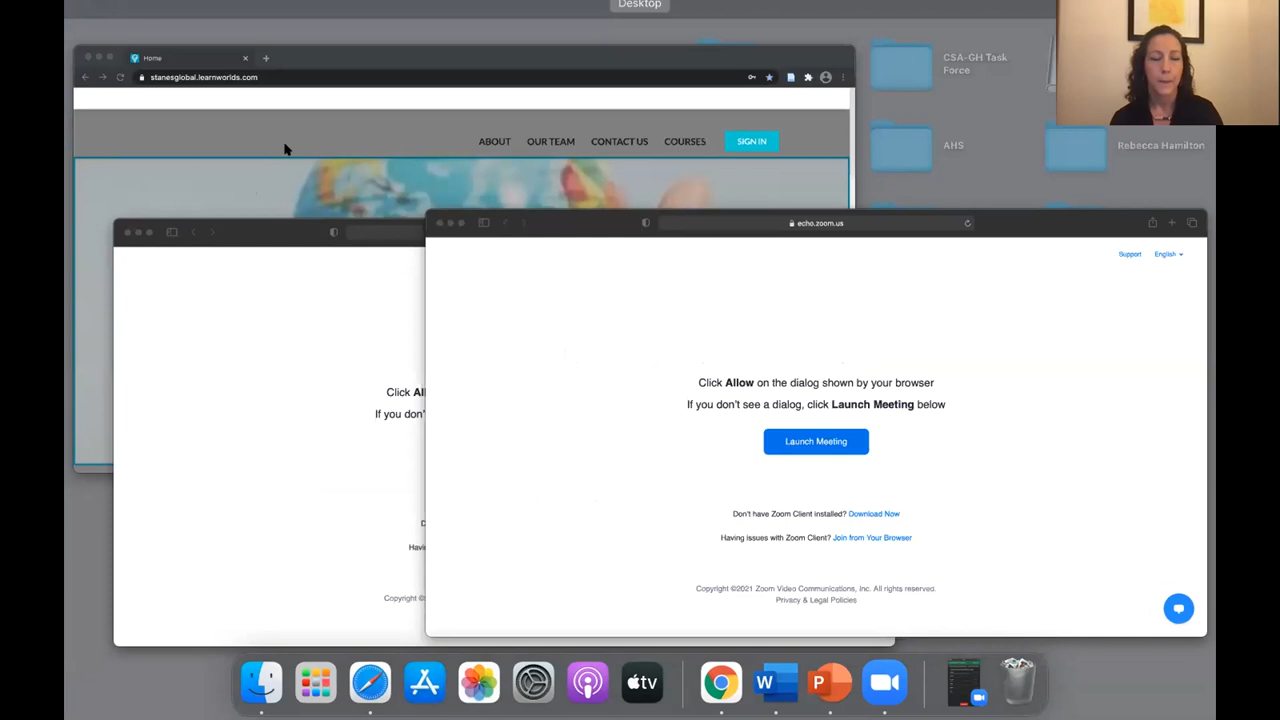 Desktop
Home
stanesglobal.learnworlds.com
ABOUT OUR TEAM CONTACT US COURSES SIGN IN
CSA-GH Task
Force
AHS
Rebecca Hamilton
echo.zoom.us
Support English
Click Allow on the dialog shown by your browser
If you don't see a dialog, click Launch Meeting below
Launch Meeting
Don't have Zoom Client installed? Download Now
Having issues with Zoom Client? Join from Your Browser
Copyright ©2021 Zoom Video Communications, Inc. All rights reserved.
Privacy & Legal Policies
Click Al
If you don'
D
Havi
Copyright ©
tv
W
P